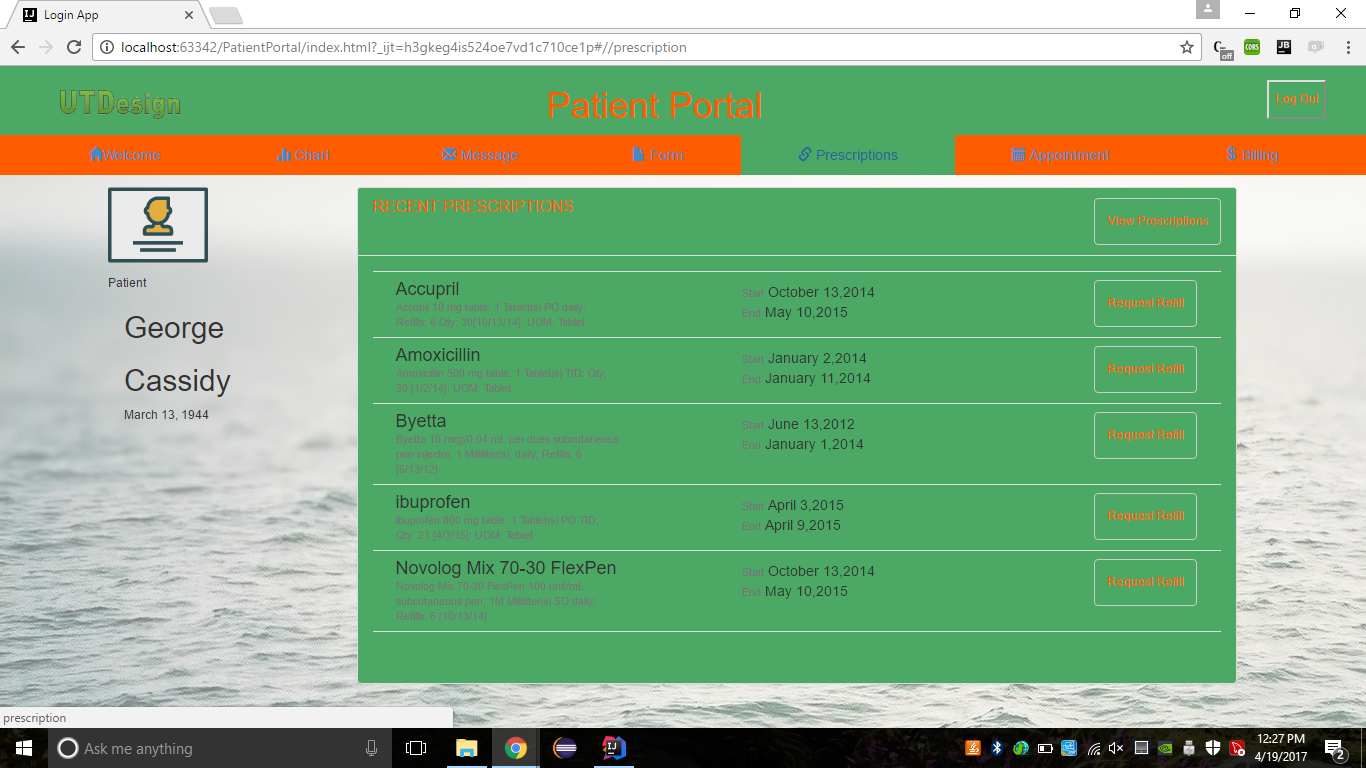 Login App
localhost:63342/PatientPortal/index.html?_ijt=h3gkeg4is524oe7vd1c710ce1p#//prescription
off
CORS
JB
UTDesign
Patient Portal
Log Out
Welcome
Chart
Message
Form
Prescriptions
Appointment
Billing
Patient
George
Cassidy
March 13, 1944
RECENT PRESCRIPTIONS
View Prescriptions
Accupril
Accupil 10 mg table: 1 Tablet(s) PO daily;
Refills: 6 Qty: 30[10/13/14]; UOM: Tablet
Start October 13,2014
End May 10,2015
Request Refill
Amoxicillin
Amoxicillin 500 mg table: 1 Tablet(s) TID; Qty:
30 [1/2/14]; UOM: Tablet
Start January 2,2014
End January 11,2014
Request Refill
Byetta
Byetta 10 mcg/0.04 mL per does subcutaneous
pen injector; 1 Milliliter(s) daily; Refills: 6
[6/13/12]
Start June 13,2012
End January 1,2014
Request Refill
ibuprofen
ibuprofen 800 mg table: 1 Tablet(s) PO TID;
Qty: 21 [4/3/15]; UOM: Tablet
Start April 3,2015
End April 9,2015
Request Refill
Novolog Mix 70-30 FlexPen
Novolog Mix 70-30 FlexPen 100 unit/mL
subcutaneous pen; 1M Milliliter(s) SQ daily;
Refills: 6 [10/13/14]
Start October 13,2014
End May 10,2015
Request Refill
prescription
Ask me anything
IJ
12:27 PM
4/19/2017
2